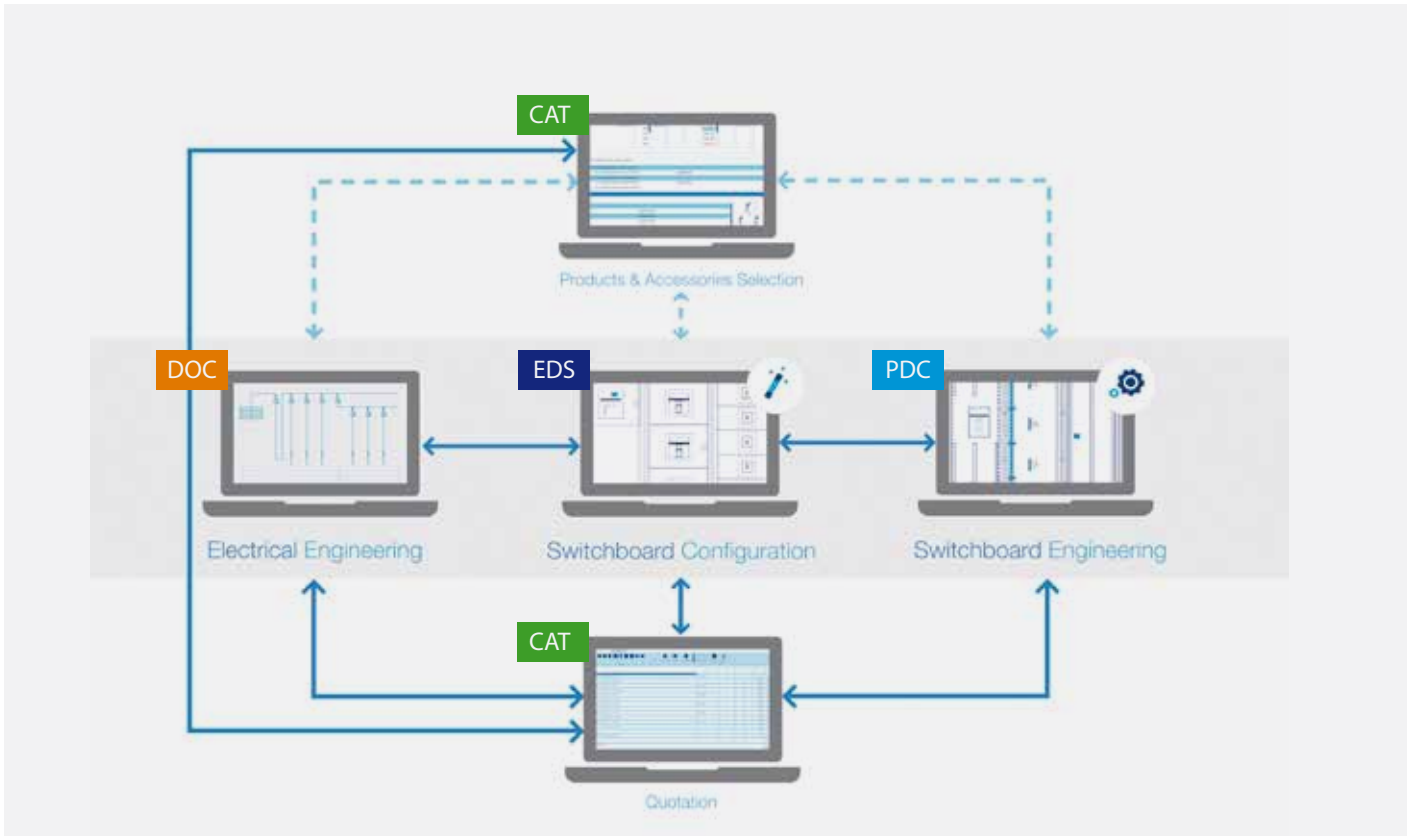 CAT
Products & Accessories Selection
DOC
EDS
PDC
Electrical Engineering
Switchboard Configuration
Switchboard Engineering
CAT
Quotation